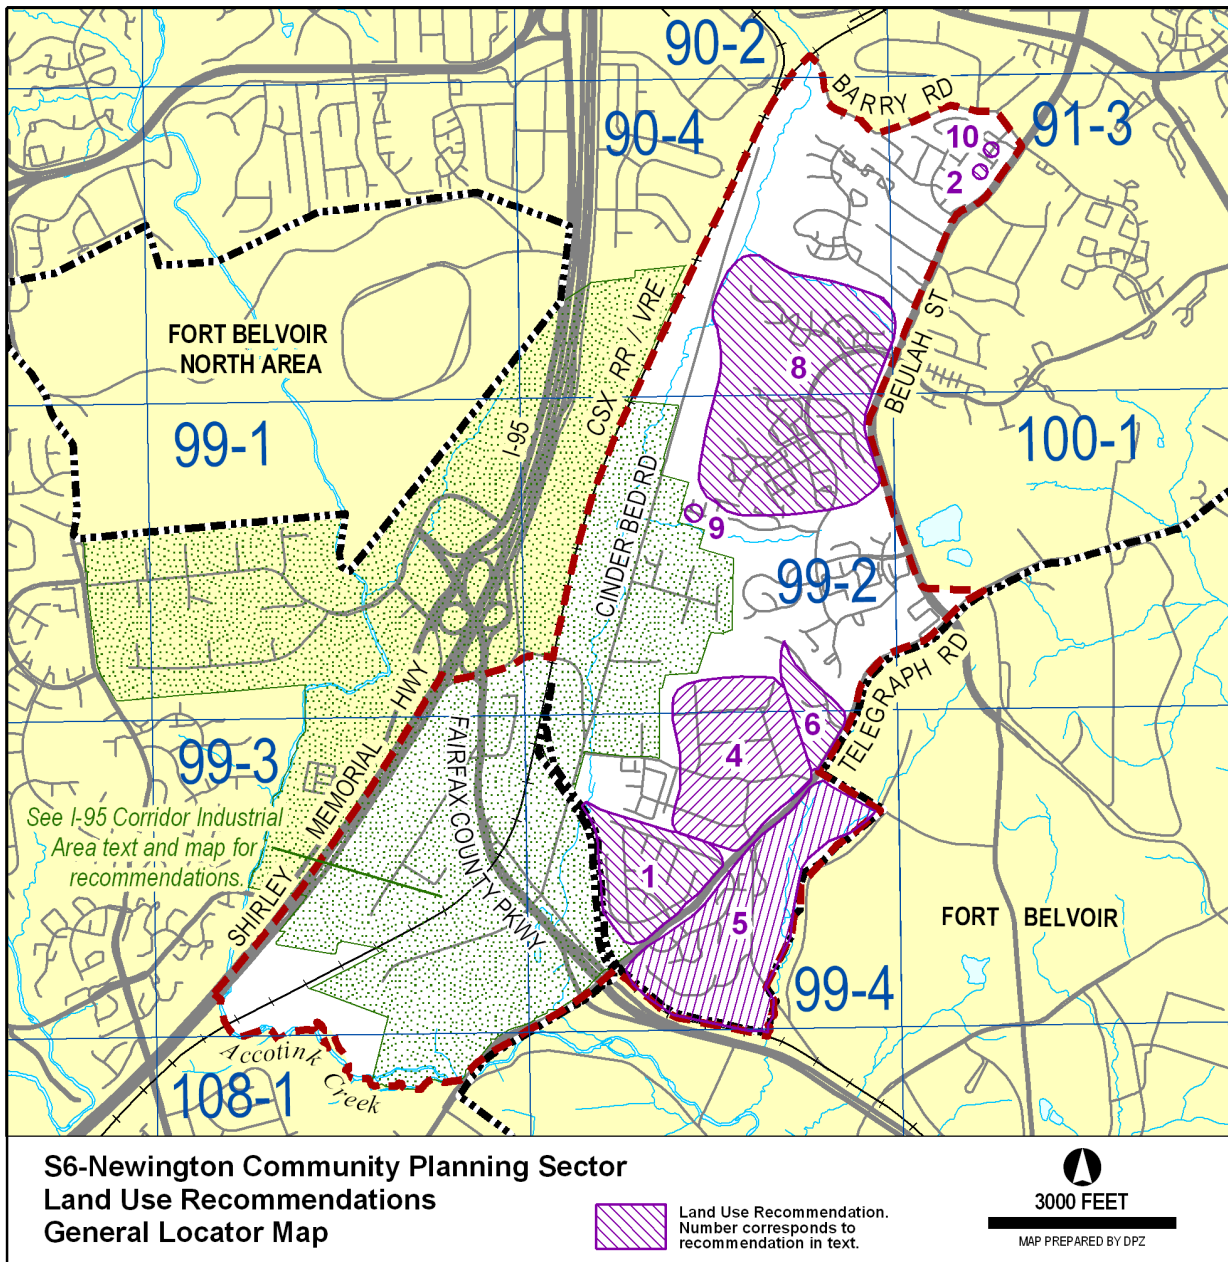 90-2
BARRY RD
90-4
91-3
10
2
FORT BELVOIR
NORTH AREA
CSX RR / VRE
BEULAH ST
8
I-95
99-1
100-1
CINDER BED RD
9
99-2
SHIRLEY MEMORIAL HWY
FAIRFAX COUNTY PKWY
TELEGRAPH RD
6
4
99-3
See I-95 Corridor Industrial
Area text and map for
recommendations.
1
5
FORT BELVOIR
99-4
Accotink Creek
108-1
S6-Newington Community Planning Sector
Land Use Recommendations
General Locator Map
Land Use Recommendation.
Number corresponds to
recommendation in text.
3000 FEET
MAP PREPARED BY DPZ